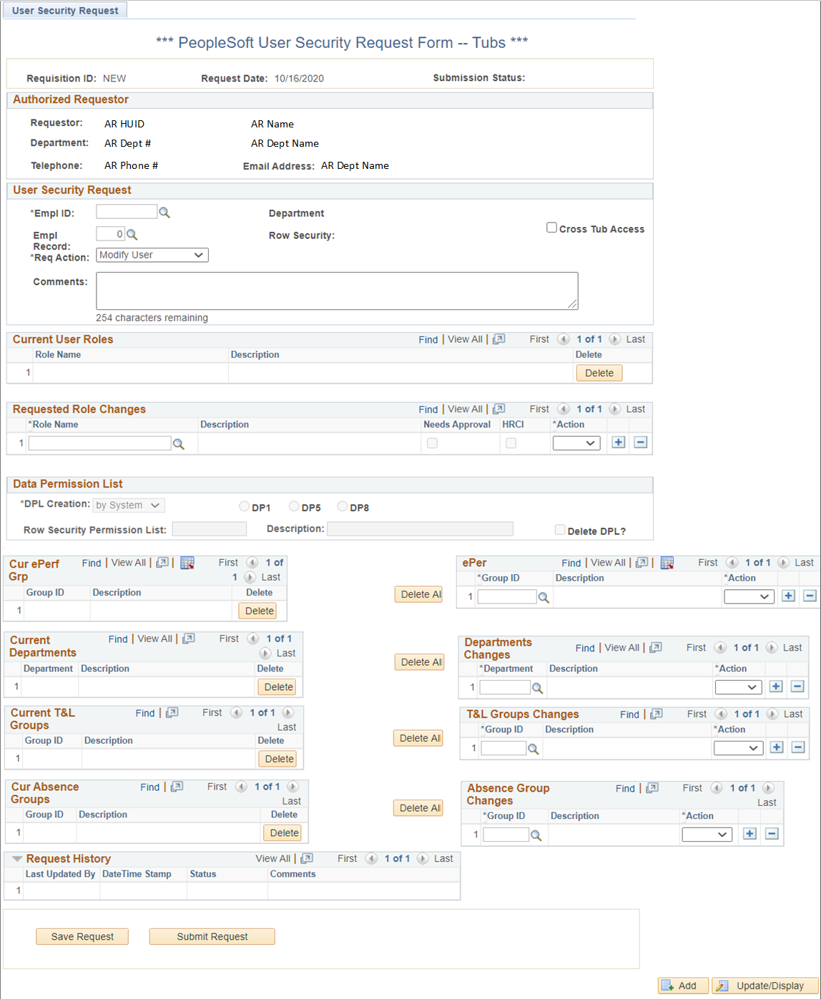 User Security Request
*** PeopleSoft User Security Request Form -- Tubs ***
Requisition ID: NEW Request Date: 10/16/2020 Submission Status:
Authorized Requestor
Requestor: AR HUID AR Name
Department: AR Dept # AR Dept Name
Telephone: AR Phone # Email Address: AR Dept Name
User Security Request
*Empl ID: Department
Empl Record: 0 Row Security: Cross Tub Access
*Req Action: Modify User
Comments:
254 characters remaining
Current User Roles Find | View All | First 1 of 1 Last
Role Name Description Delete
1 Delete
Requested Role Changes Find | View All | First 1 of 1 Last
*Role Name Description Needs Approval HRCI *Action
1
Data Permission List
*DPL Creation: by System DP1 DP5 DP8
Row Security Permission List: Description: Delete DPL?
Cur ePerf Grp Find | View All | | First 1 of 1 Last
Group ID Description Delete
1 Delete
Delete Al
ePer Find | View All | | First 1 of 1 Last
*Group ID Description *Action
1
Current Departments Find | View All | First 1 of 1 Last
Department Description Delete
1 Delete
Delete All
Departments Changes Find | View All | First 1 of 1 Last
*Department Description *Action
1
Current T&L Groups Find | First 1 of 1 Last
Group ID Description Delete
1 Delete
Delete All
T&L Groups Changes Find | First 1 of 1 Last
*Group ID Description *Action
1
Cur Absence Groups Find | First 1 of 1 Last
Group ID Description Delete
1 Delete
Delete All
Absence Group Changes Find | First 1 of 1 Last
*Group ID Description *Action
1
Request History View All | First 1 of 1 Last
Last Updated By DateTime Stamp Status Comments
1
Save Request Submit Request
Add Update/Display